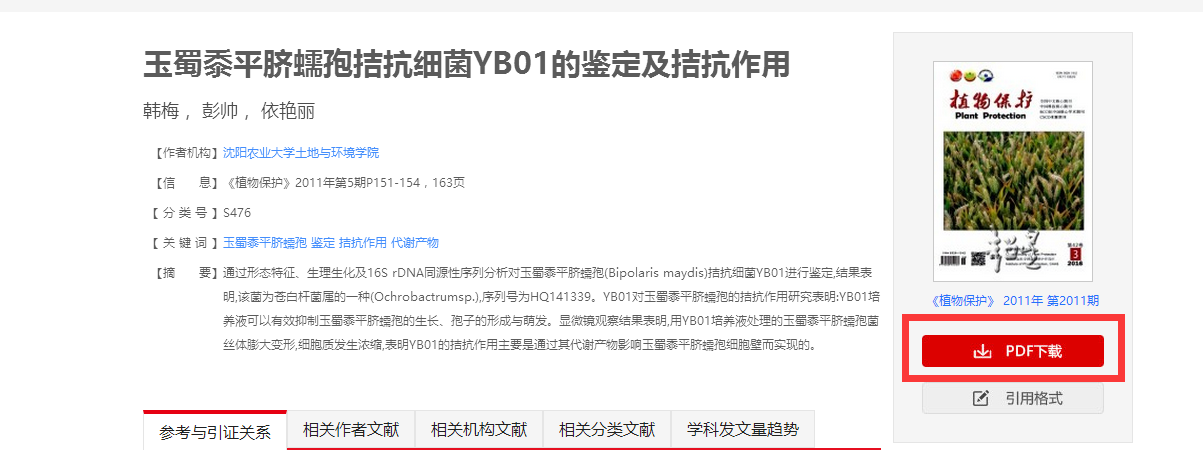 玉蜀黍平脐蠕孢拮抗细菌YB01的鉴定及拮抗作用
韩梅 ，彭帅 ，依艳丽
【作者机构】沈阳农业大学土地与环境学院
【信 息】《植物保护》2011年第5期P151-154，163页
【 分 类 号 】S476
【 关 键 词 】玉蜀黍平脐蠕孢 鉴定 拮抗作用 代谢产物
【摘 要】通过形态特征、生理生化及16S rDNA同源性序列分析对玉蜀黍平脐蠕孢(Bipolaris maydis)拮抗细菌YB01进行鉴定,结果表
明,该菌为苍白杆菌属的一种(Ochrobactrumsp.),序列号为HQ141339。YB01对玉蜀黍平脐蠕孢的拮抗作用研究表明:YB01培
养液可以有效抑制玉蜀黍平脐蠕孢的生长、孢子的形成与萌发。显微镜观察结果表明,用YB01培养液处理的玉蜀黍平脐蠕孢菌
丝体膨大变形,细胞质发生浓缩,表明YB01的拮抗作用主要是通过其代谢产物影响玉蜀黍平脐蠕孢细胞壁而实现的。
参考与引证关系
相关作者文献
相关机构文献
相关分类文献
学科发文量趋势
植物保护
Plant Protection
第42卷
3
2016
《植物保护》 2011年 第2011期
PDF下载
引用格式